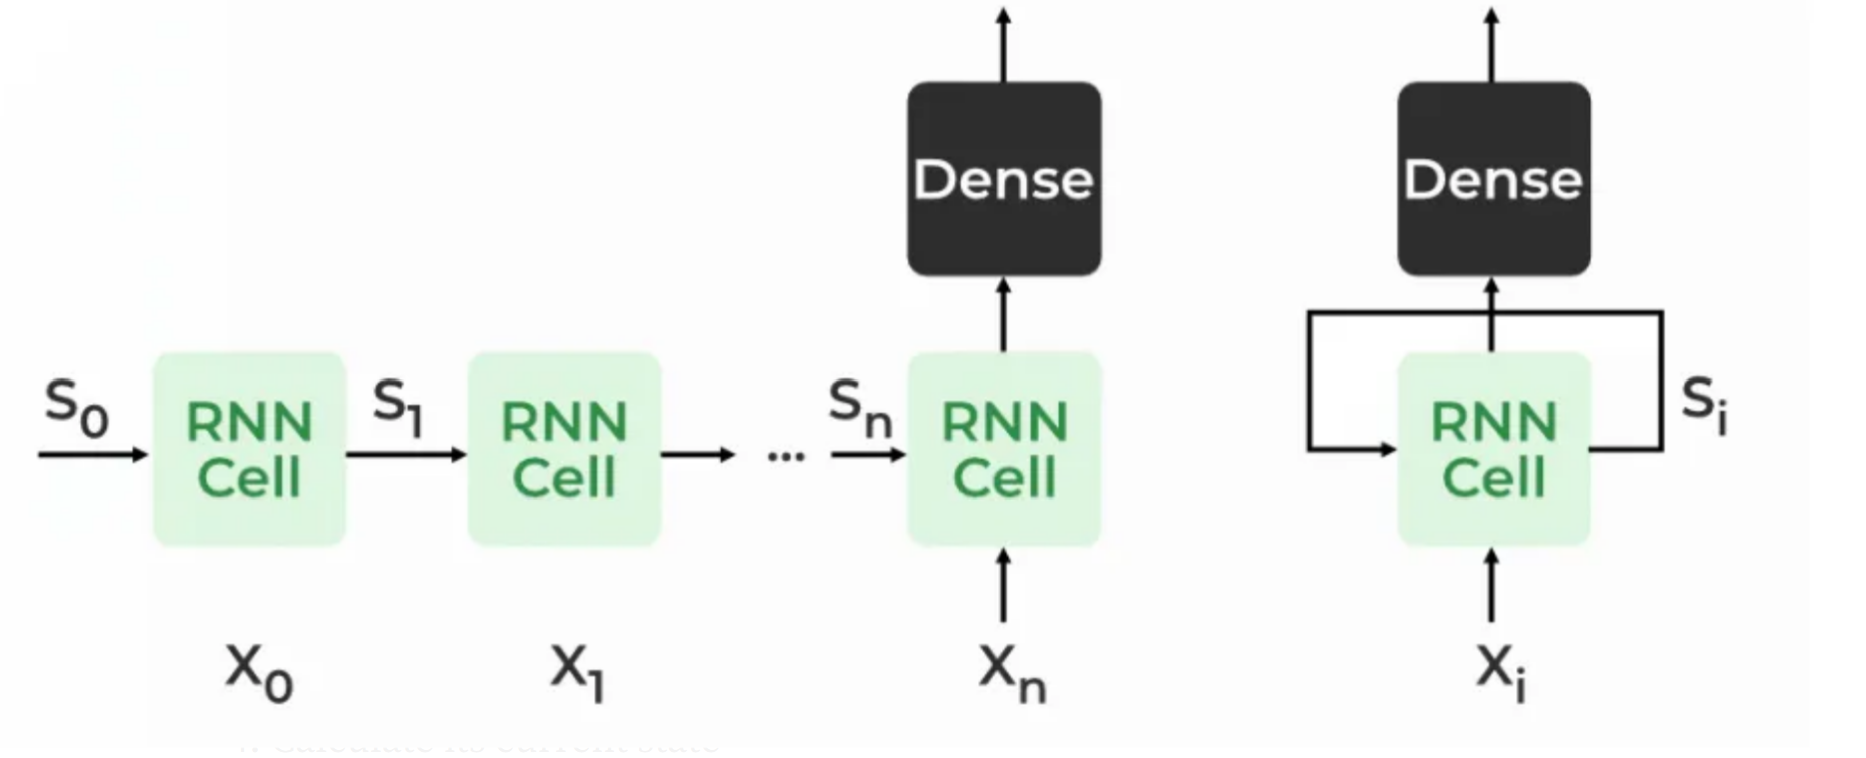 Dense
Dense
S0
RNN
Cell
S1
RNN
Cell
...
Sn
RNN
Cell
RNN
Cell
Si
X0
X1
Xn
Xi